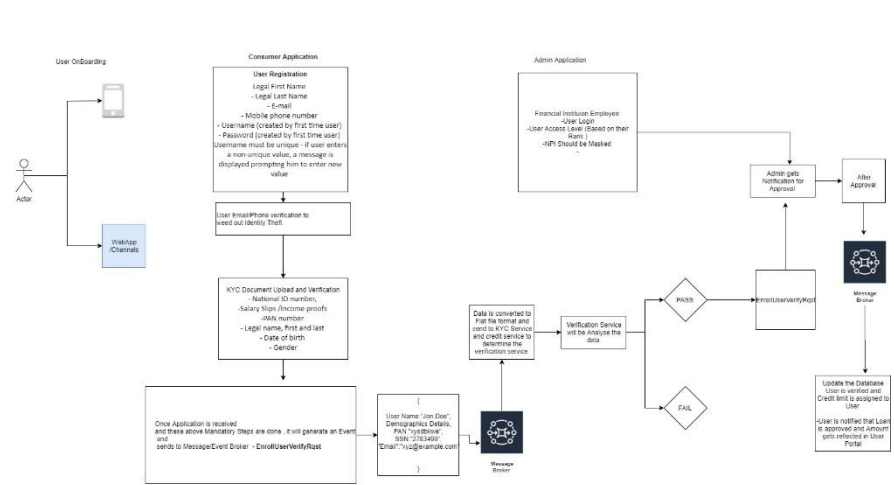 User OnBoarding
Actor
WebApp
/Channels
Consumer Application
User Registration
Legal First Name
- Legal Last Name
- E-mail
- Mobile phone number
- Username (created by first time user)
- Password (created by first time user)
Username must be unique - if user enters
a non-unique value, a message is
displayed prompting him to enter new
value
User Email/Phone verification to
weed out Identity Theft
KYC Document Upload and Verification
- National ID number,
-Salary Slips /Income proofs
-PAN number
- Legal name, first and last
- Date of birth
- Gender
Once Application is received
and these above Mandatory Steps are done , it will generate an Event
and
sends to Message/Event Broker - EnrollUserVerifyRqst
{
User Name:"Jon Doe",
Demographics Details,
PAN "xysdbkwe",
SSN:"2783499",
"Email":"xyz@example.com"
}
Message
Broker
Data is converted to
Flat file format and
send to KYC Service
and credit service to
determine the
verification service
Verification Service
will be Analyse the
data
PASS
FAIL
EnrollUserVerifyRqst
Admin Application
Financial Instituion Employee
-User Login
-User Access Level (Based on their
Rank )
-NPI Should be Masked
-
Admin gets
Notification for
Approval
After
Approval
Message
Broker
Update the Database
User is verified and
Credit limit is assigned to
User
-User is notified that Loan
is approved and Amount
gets reflected in User
Portal